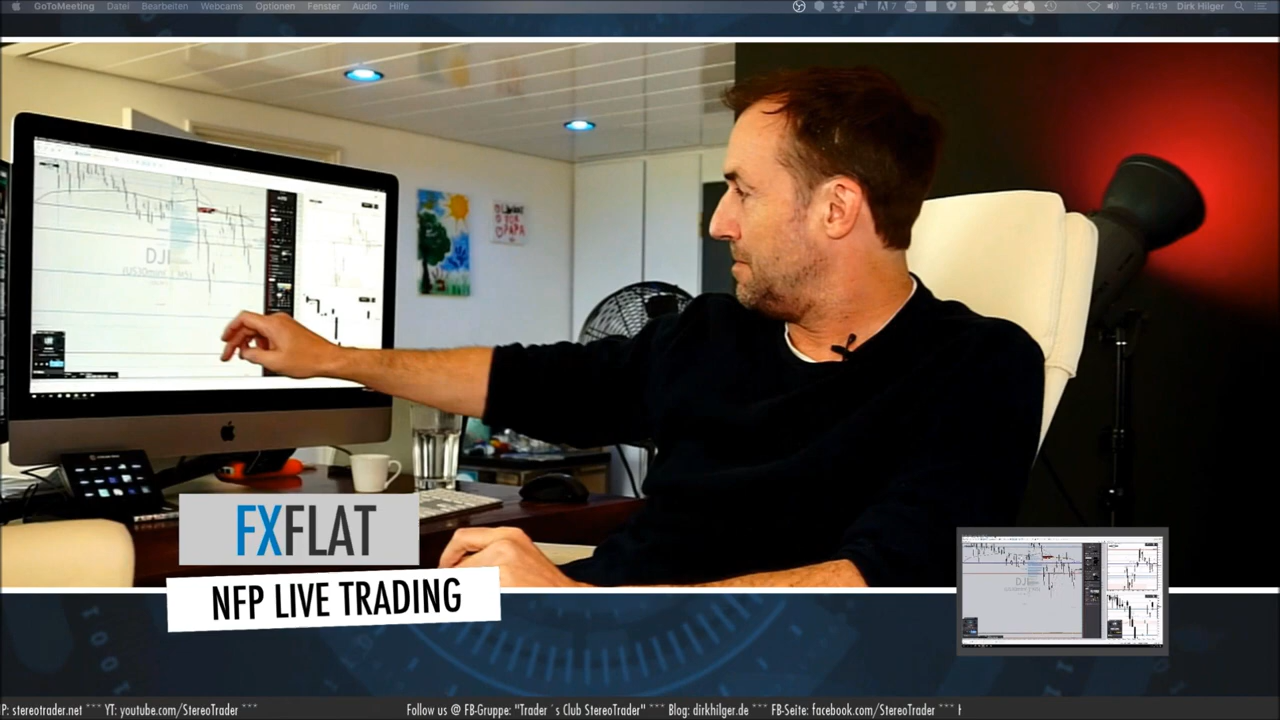 GoToMeeting Datei Bearbeiten Webcams Optionen Fenster Audio Hilfe 7 Fr. 14:19 Dirk Hilger
PAPA
FXFLAT
NFP LIVE TRADING
P: stereotrader.net *** YT: youtube.com/StereoTrader *** Follow us @ FB-Gruppe: "Trader ´s Club StereoTrader" *** Blog: dirkhilger.de *** FB-Seite: facebook.com/StereoTrader ***